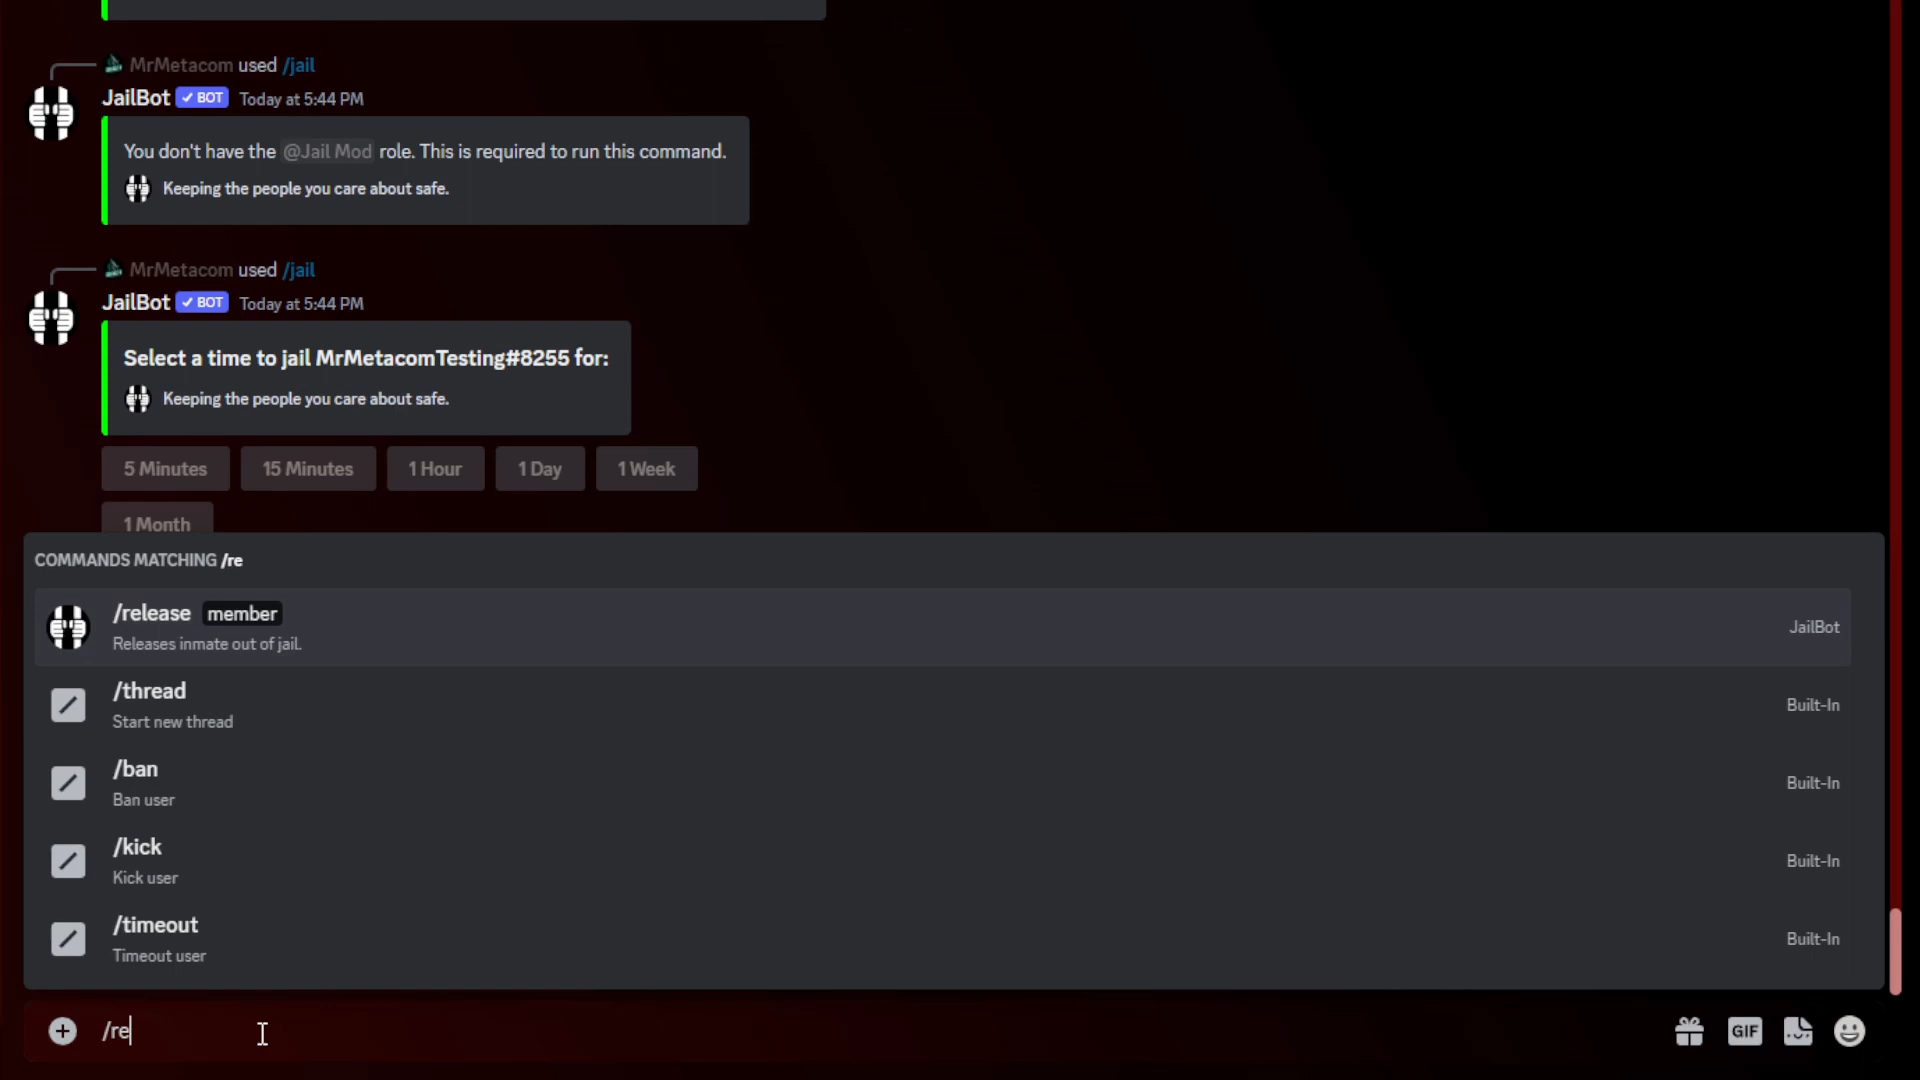 MrMetacom used /jail
JailBot ✓ BOT Today at 5:44 PM
You don't have the @Jail Mod role. This is required to run this command.
Keeping the people you care about safe.
MrMetacom used /jail
JailBot ✓ BOT Today at 5:44 PM
Select a time to jail MrMetacomTesting#8255 for:
Keeping the people you care about safe.
5 Minutes 15 Minutes 1 Hour 1 Day 1 Week
1 Month
COMMANDS MATCHING /re
/release member
Releases inmate out of jail.
JailBot
/thread
Start new thread
Built-In
/ban
Ban user
Built-In
/kick
Kick user
Built-In
/timeout
Timeout user
Built-In
/re
GIF